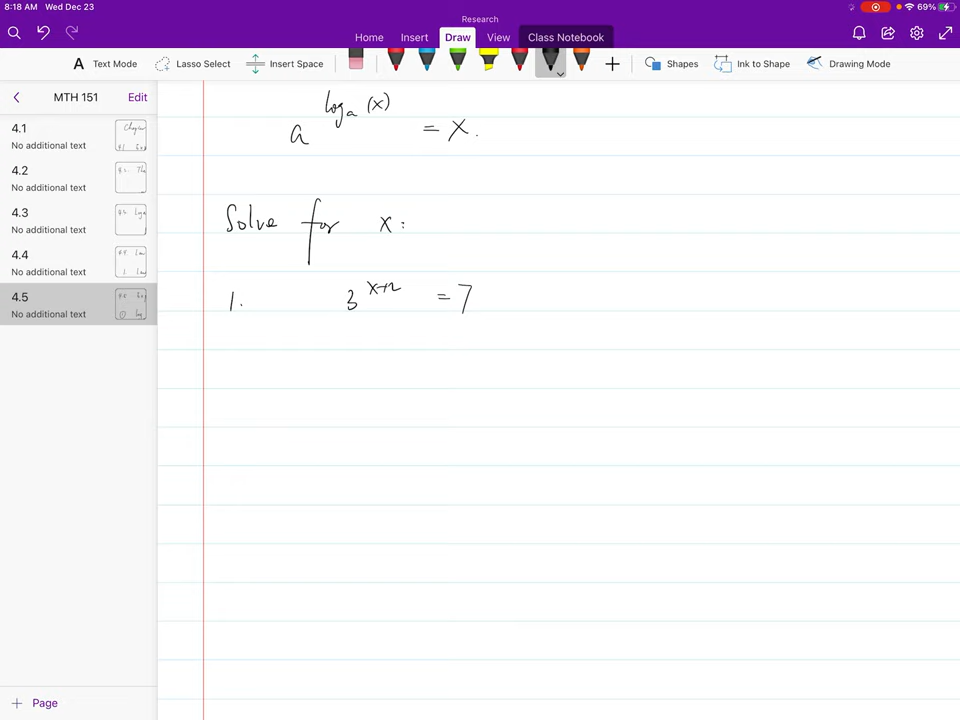 8:18 AM Wed Dec 23
69%
Research
Home Insert Draw View Class Notebook
A Text Mode Lasso Select Insert Space Shapes Ink to Shape Drawing Mode
MTH 151 Edit
4.1
No additional text
4.2
No additional text
4.3
No additional text
4.4
No additional text
4.5
No additional text
+ Page
a^{log_a (x)} = x.
Solve for x:
1. 3^{x+2} = 7